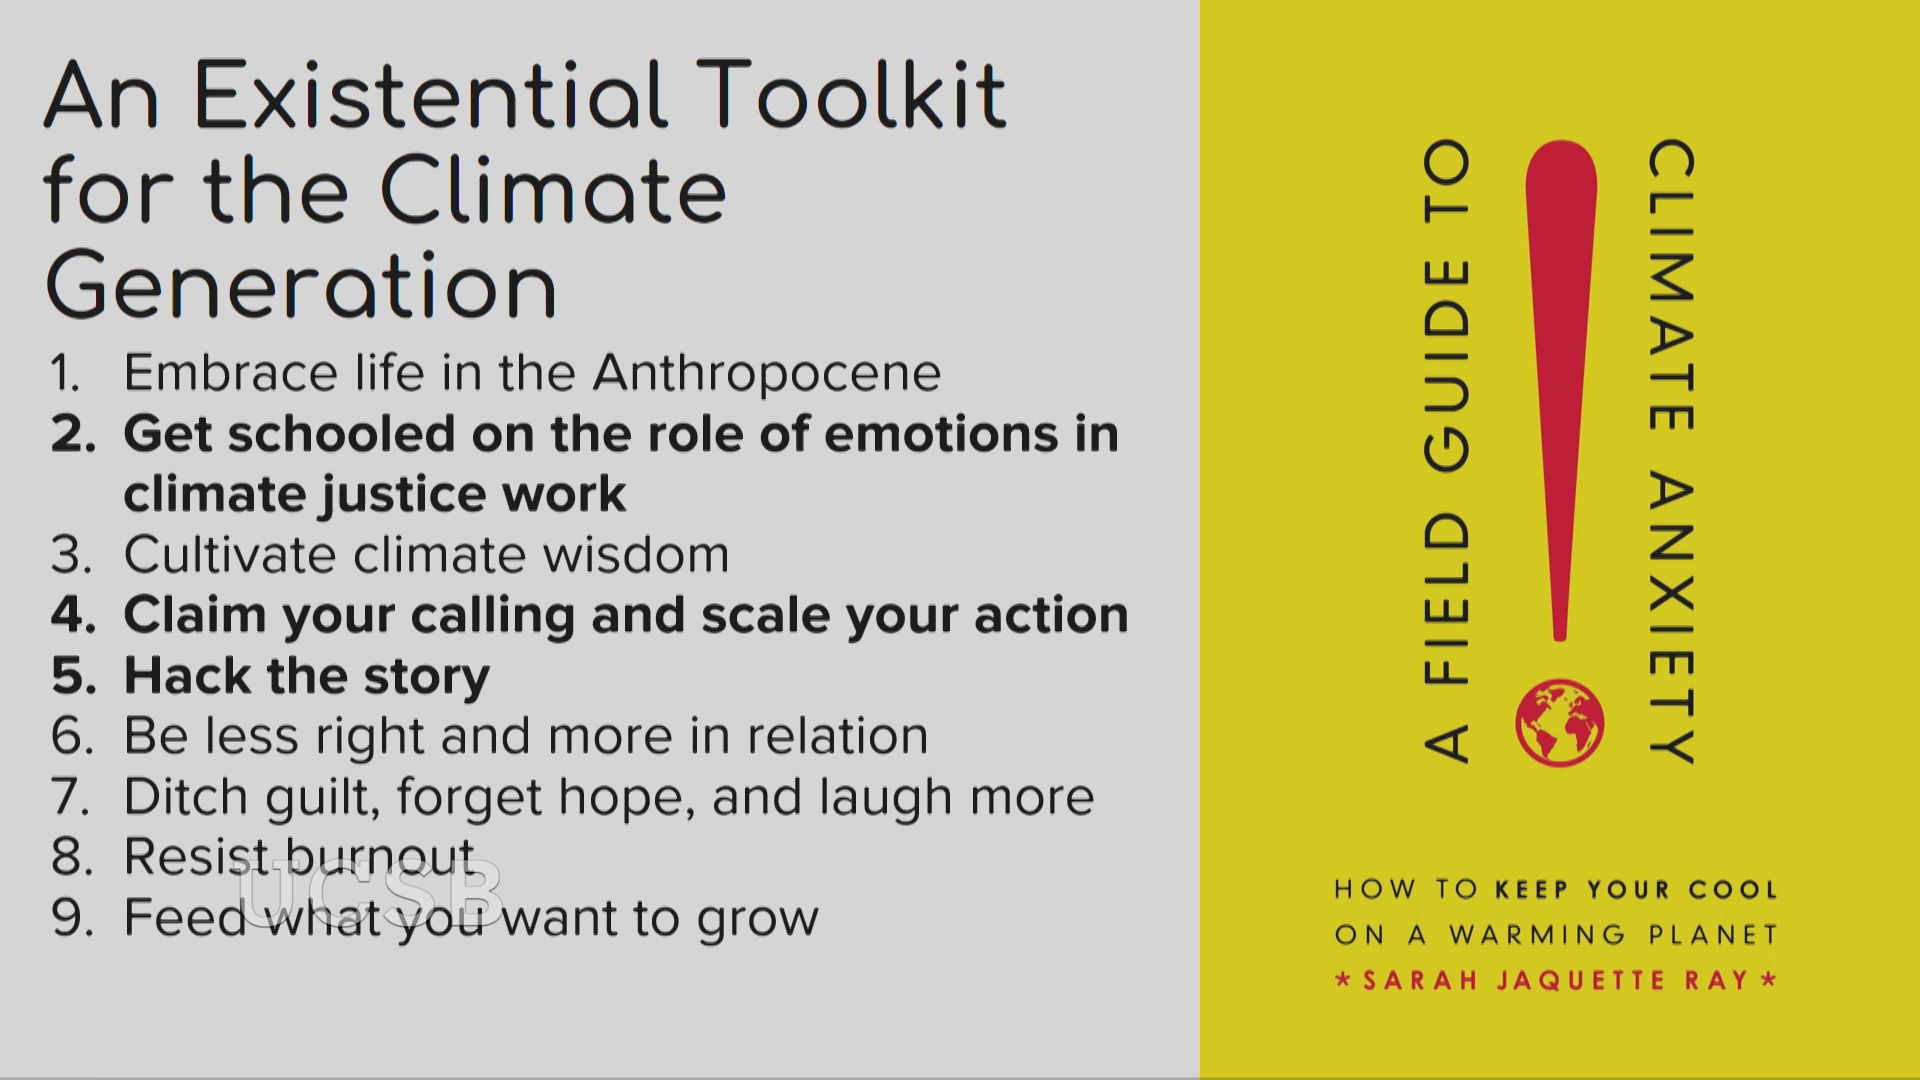 An Existential Toolkit
for the Climate
Generation
1. Embrace life in the Anthropocene
2. Get schooled on the role of emotions in
climate justice work
3. Cultivate climate wisdom
4. Claim your calling and scale your action
5. Hack the story
6. Be less right and more in relation
7. Ditch guilt, forget hope, and laugh more
8. Resist burnout
9. Feed what you want to grow
UCSB
A FIELD GUIDE TO
CLIMATE ANXIETY
HOW TO KEEP YOUR COOL
ON A WARMING PLANET
* SARAH JAQUETTE RAY *